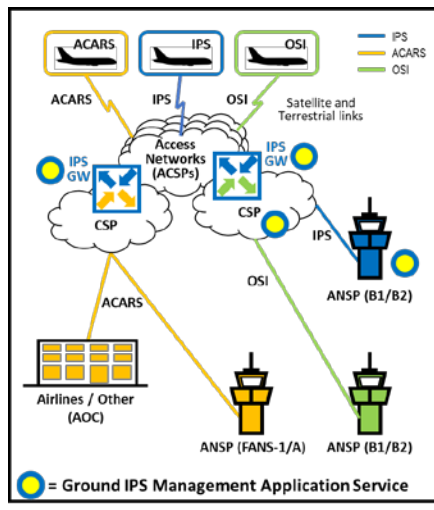 ACARS
IPS
OSI
IPS
ACARS
OSI
ACARS
IPS
OSI
Satellite and
Terrestrial links
Access
Networks
(ACSPs)
IPS
GW
IPS
GW
CSP
CSP
IPS
OSI
ANSP (B1/B2)
ACARS
Airlines / Other
(AOC)
ANSP (FANS-1/A)
ANSP (B1/B2)
= Ground IPS Management Application Service